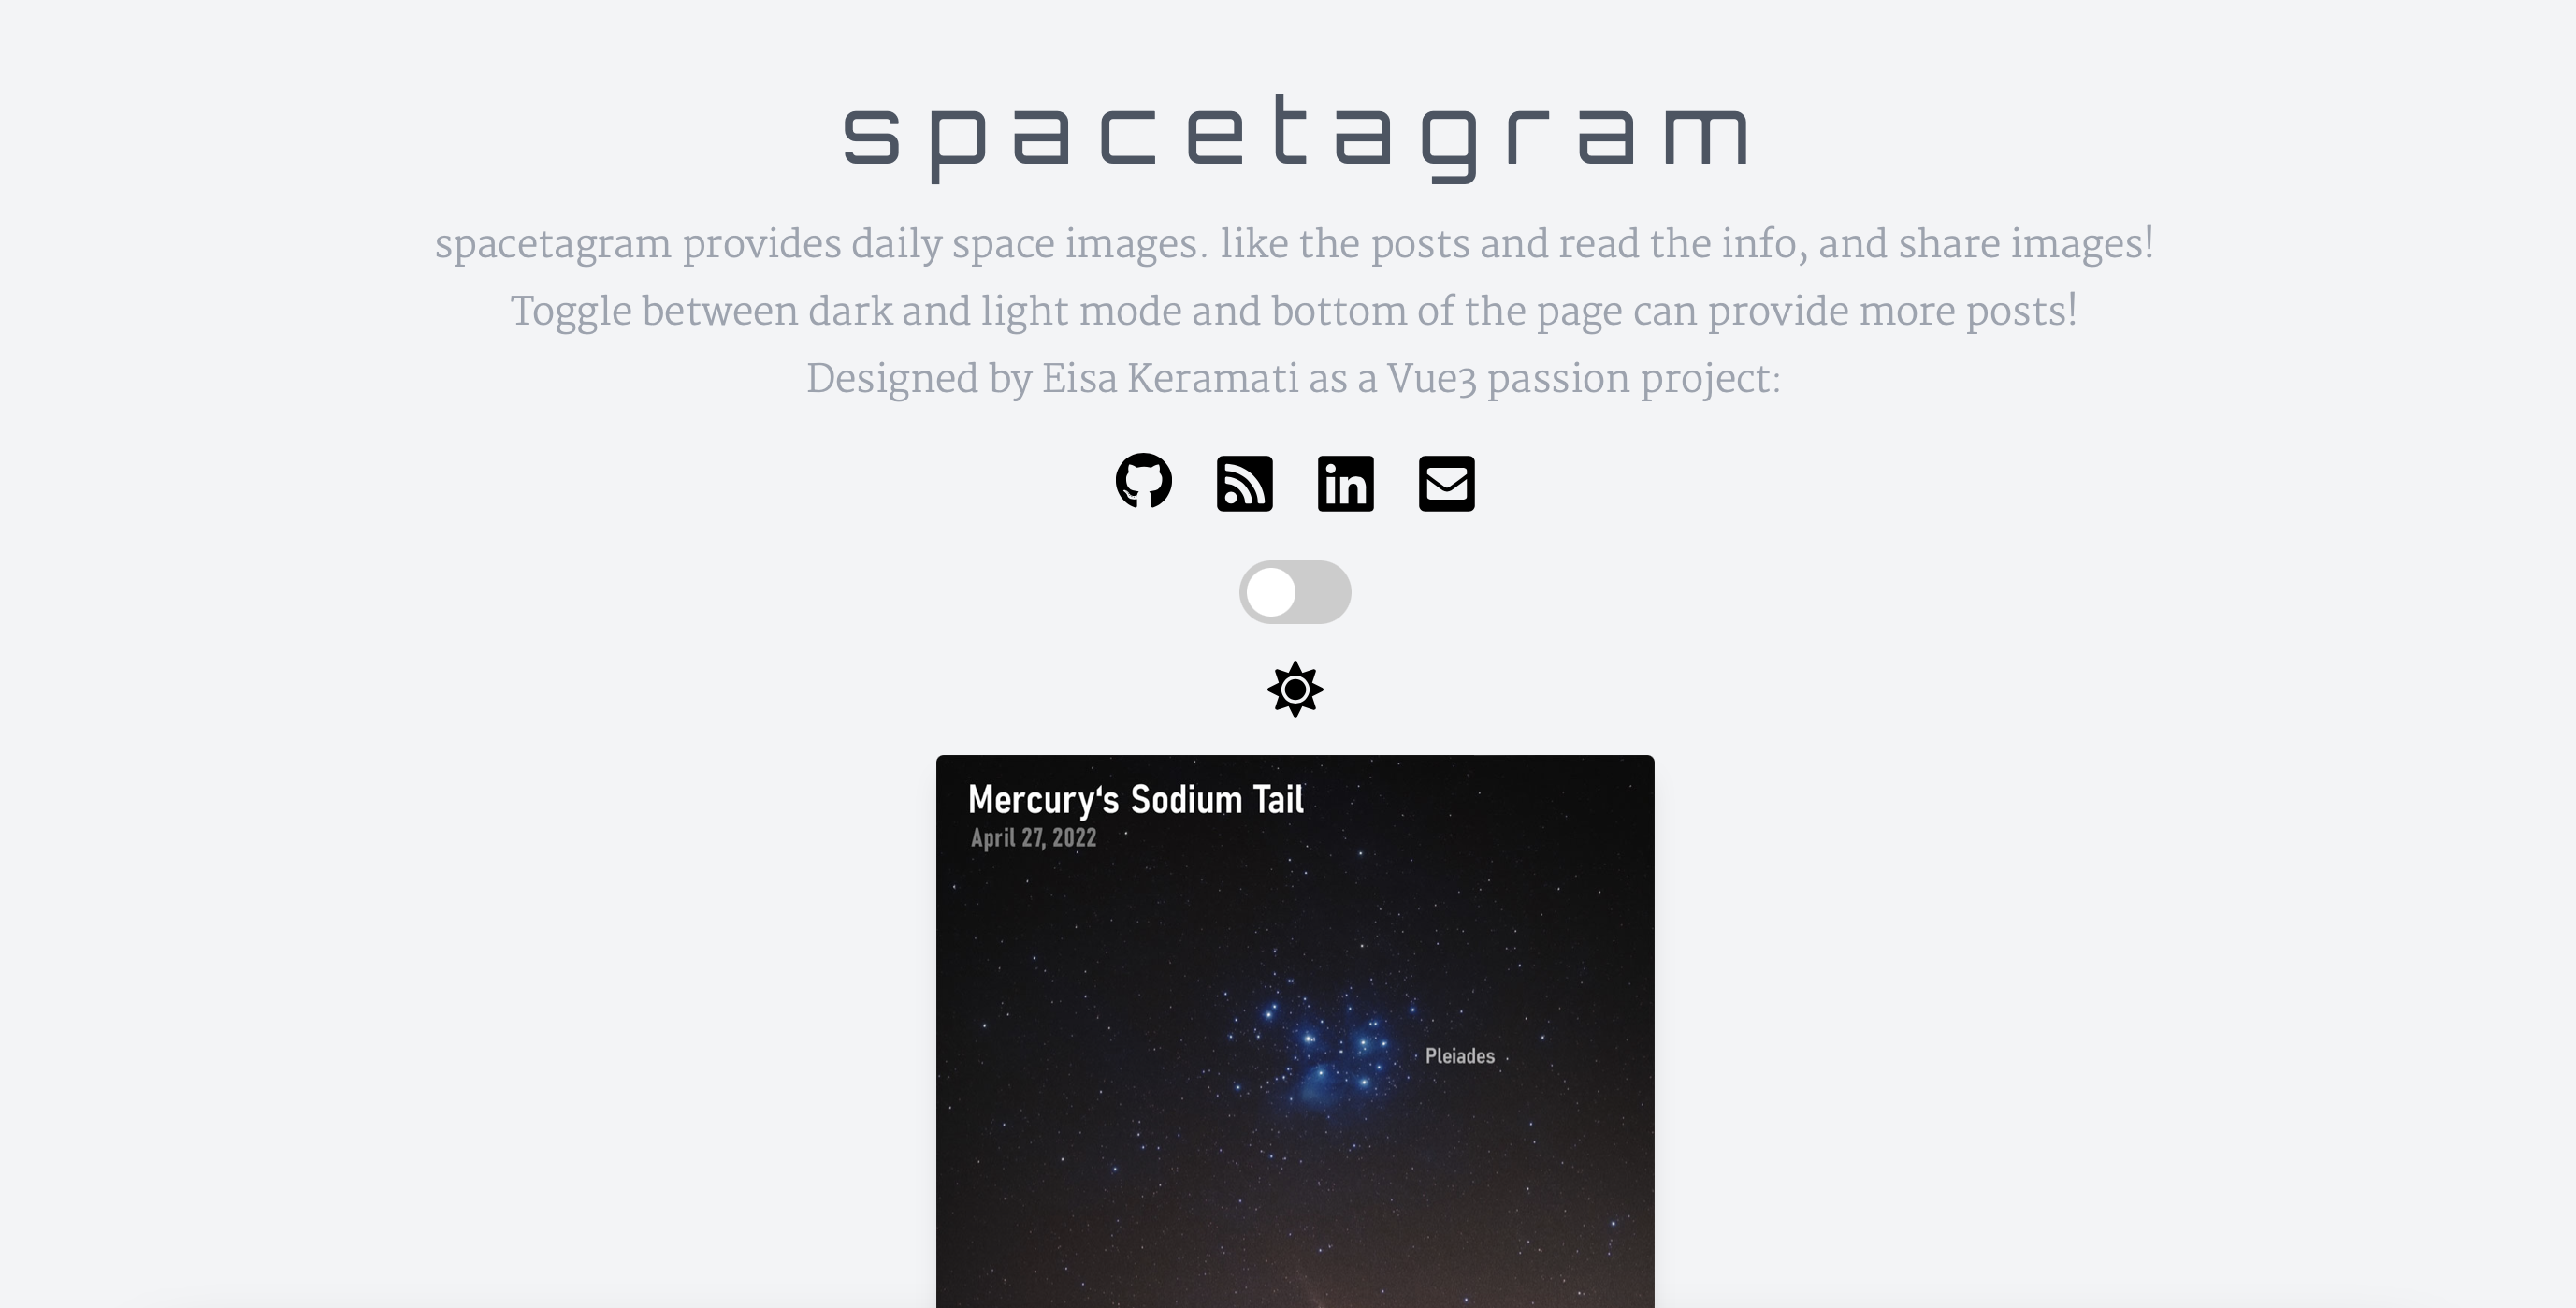 spacetagram
spacetagram provides daily space images. like the posts and read the info, and share images!
Toggle between dark and light mode and bottom of the page can provide more posts!
Designed by Eisa Keramati as a Vue3 passion project:
in
Mercury‘s Sodium Tail
April 27, 2022
Pleiades